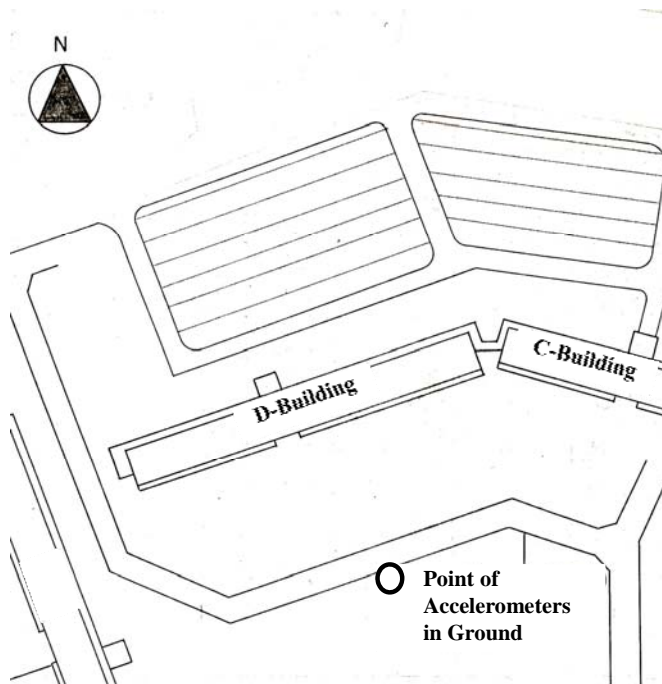 N
C-Building
D-Building
Point of
Accelerometers
in Ground